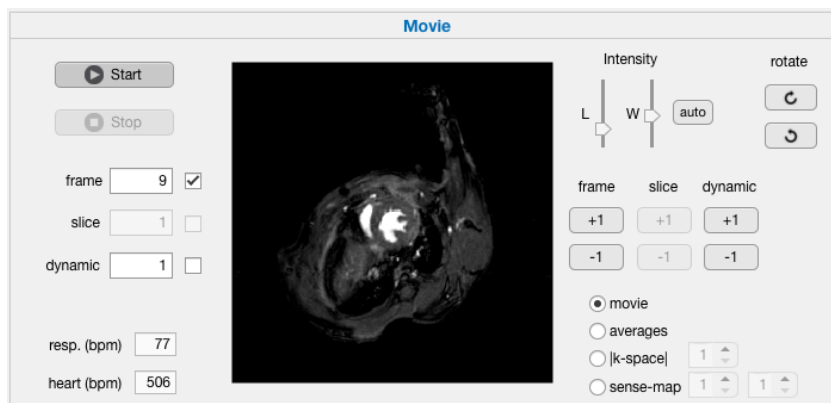 Movie
Start
Stop
frame 9
slice 1
dynamic 1
resp. (bpm) 77
heart (bpm) 506
Intensity
L W auto
rotate
frame slice dynamic
+1 +1 +1
-1 -1 -1
movie
averages
|k-space| 1
sense-map 1 1